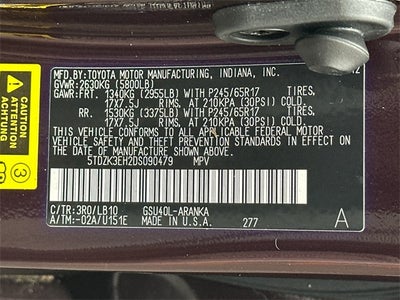 ACHTUNG
ATTENTION
3
12
MFD.BY:TOYOTA MOTOR MANUFACTURING, INDIANA, INC.
GVWR:2630KG (5800LB)
GAWR:FRT. 1340KG (2955LB) WITH P245/65R17 TIRES,
17X7.5J RIMS, AT 210KPA (30PSI) COLD.
RR. 1530KG (3375LB) WITH P245/65R17 TIRES,
17X7.5J RIMS, AT 210KPA (30PSI) COLD.
THIS VEHICLE CONFORMS TO ALL APPLICABLE FEDERAL MOTOR
VEHICLE SAFETY AND THEFT PREVENTION STANDARDS IN EFFECT
ON THE DATE OF MANUFACTURE SHOWN ABOVE.
5TDZK3EH2DS090479 MPV
C/TR:3R0/LB10 GSU40L-ARANKA
A/TM:-02A/U151E MADE IN U.S.A. 277
A